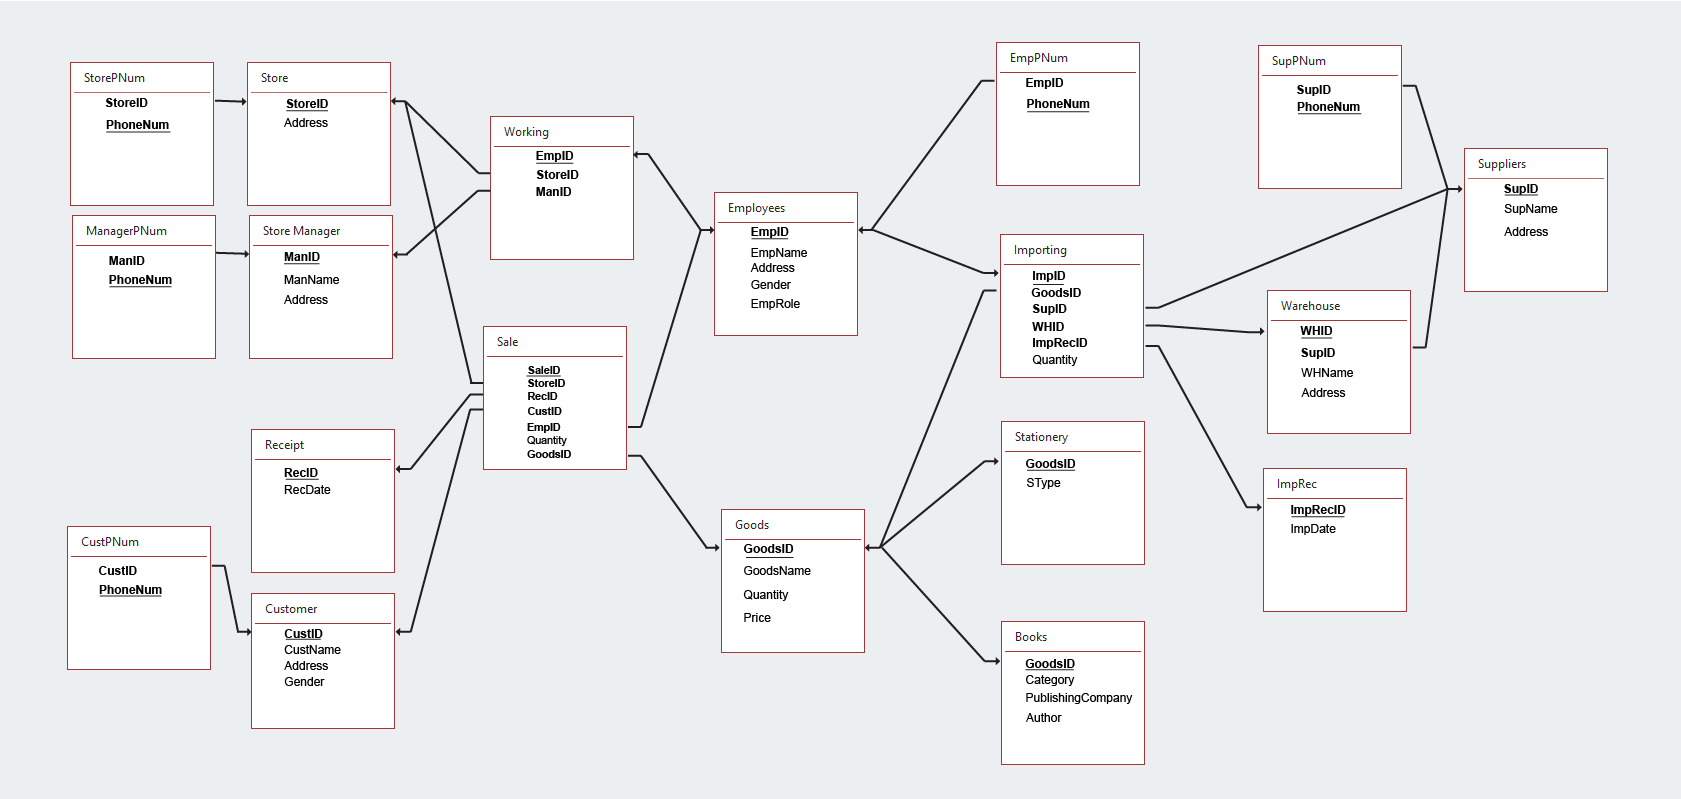 StorePNum
StoreID
PhoneNum
Store
StoreID
Address
ManagerPNum
ManID
PhoneNum
Store Manager
ManID
ManName
Address
Working
EmpID
StoreID
ManID
Sale
SaleID
StoreID
RecID
CustID
EmpID
Quantity
GoodsID
Receipt
RecID
RecDate
CustPNum
CustID
PhoneNum
Customer
CustID
CustName
Address
Gender
Employees
EmpID
EmpName
Address
Gender
EmpRole
Goods
GoodsID
GoodsName
Quantity
Price
EmpPNum
EmpID
PhoneNum
Importing
ImpID
GoodsID
SupID
WHID
ImpRecID
Quantity
Stationery
GoodsID
SType
Books
GoodsID
Category
PublishingCompany
Author
SupPNum
SupID
PhoneNum
Suppliers
SupID
SupName
Address
Warehouse
WHID
SupID
WHName
Address
ImpRec
ImpRecID
ImpDate